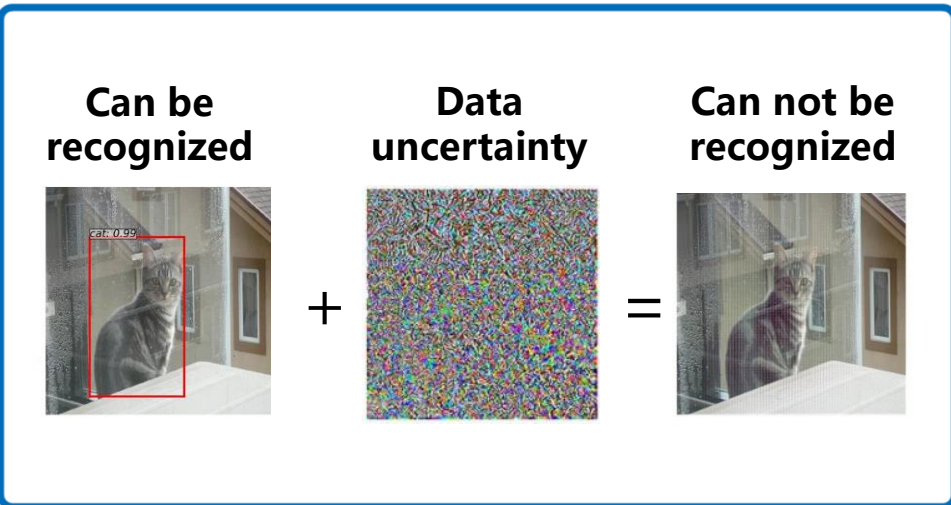 Can be
recognized
Data
uncertainty
Can not be
recognized
cat: 0.99
+
=